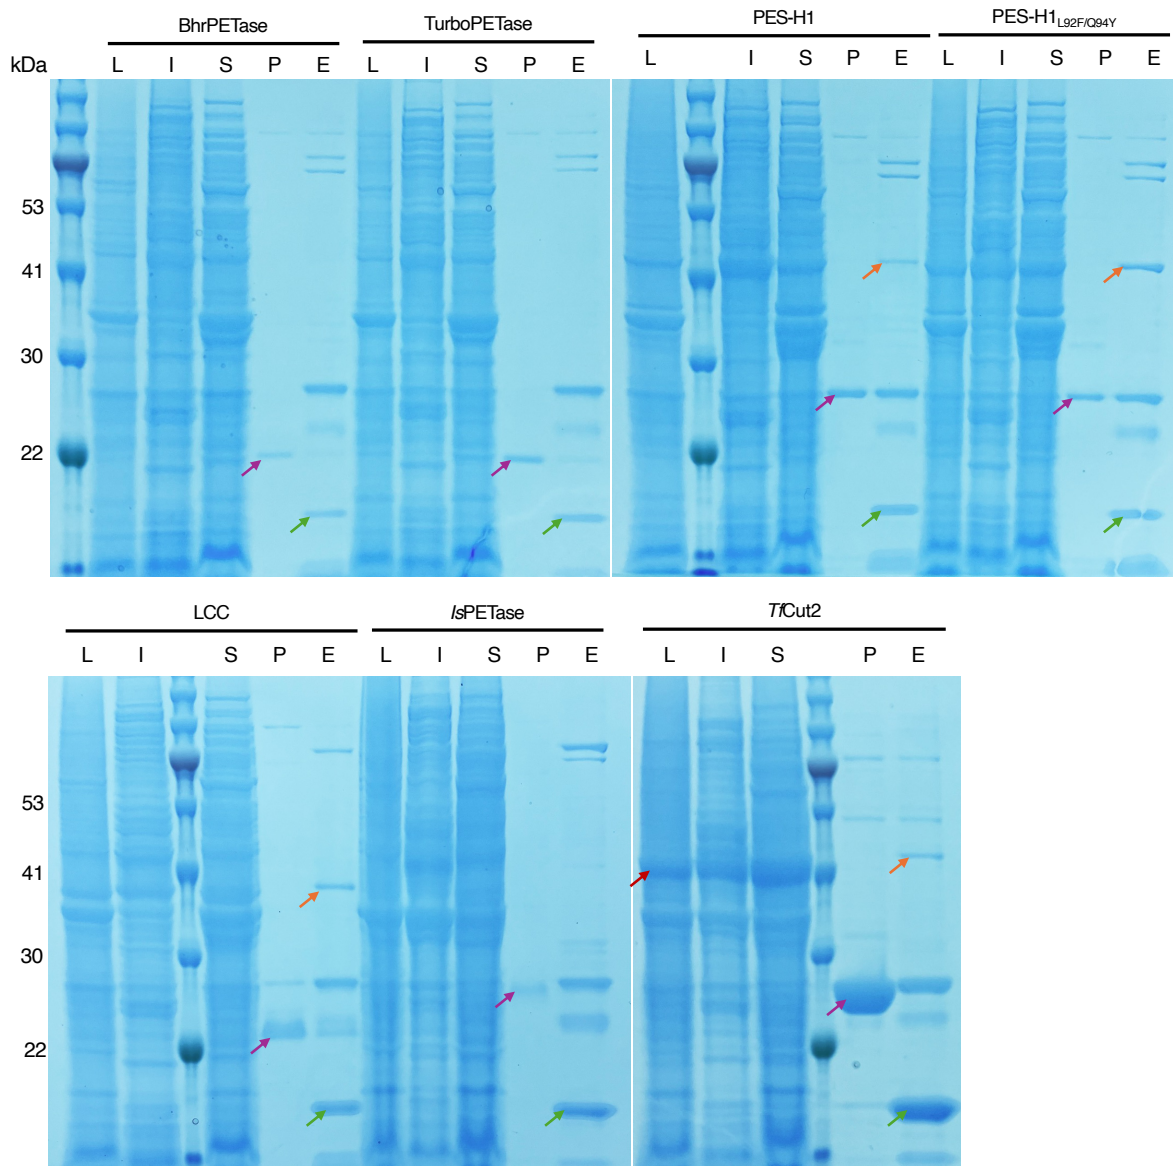 BhrPETase TurboPETase PES-H1 PES-H1L92F/Q94Y
kDa L I S P E L I S P E L I S P E L I S P E
53
41
30
22
LCC IsPETase TfCut2
L I S P E L I S P E L I S P E
53
41
30
22